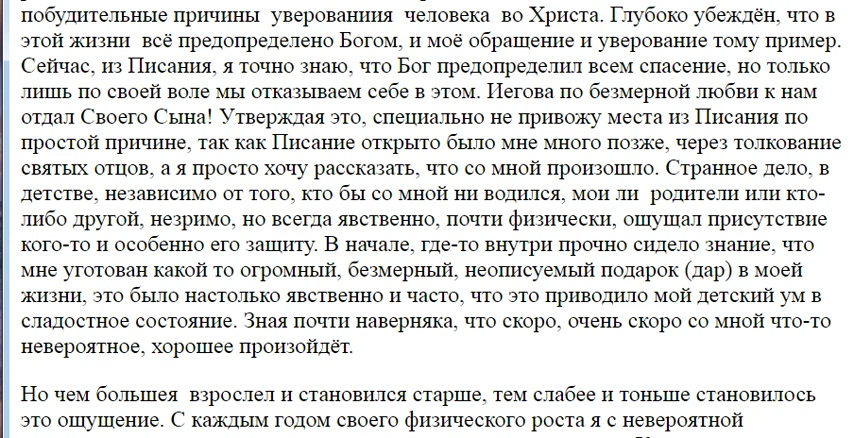 побудительные причины уверованиия человека во Христа. Глубоко убеждён, что в
этой жизни всё предопределено Богом, и моё обращение и уверование тому пример.
Сейчас, из Писания, я точно знаю, что Бог предопределил всем спасение, но только
лишь по своей воле мы отказываем себе в этом. Иегова по безмерной любви к нам
отдал Своего Сына! Утверждая это, специально не привожу места из Писания по
простой причине, так как Писание открыто было мне много позже, через толкование
святых отцов, а я просто хочу рассказать, что со мной произошло. Странное дело, в
детстве, независимо от того, кто бы со мной ни водился, мои ли родители или кто-
либо другой, незримо, но всегда явственно, почти физически, ощущал присутствие
кого-то и особенно его защиту. В начале, где-то внутри прочно сидело знание, что
мне уготован какой то огромный, безмерный, неописуемый подарок (дар) в моей
жизни, это было настолько явственно и часто, что это приводило мой детский ум в
сладостное состояние. Зная почти наверняка, что скоро, очень скоро со мной что-то
невероятное, хорошее произойдёт.
Но чем большея взрослел и становился старше, тем слабее и тоньше становилось
это ощущение. С каждым годом своего физического роста я с невероятной